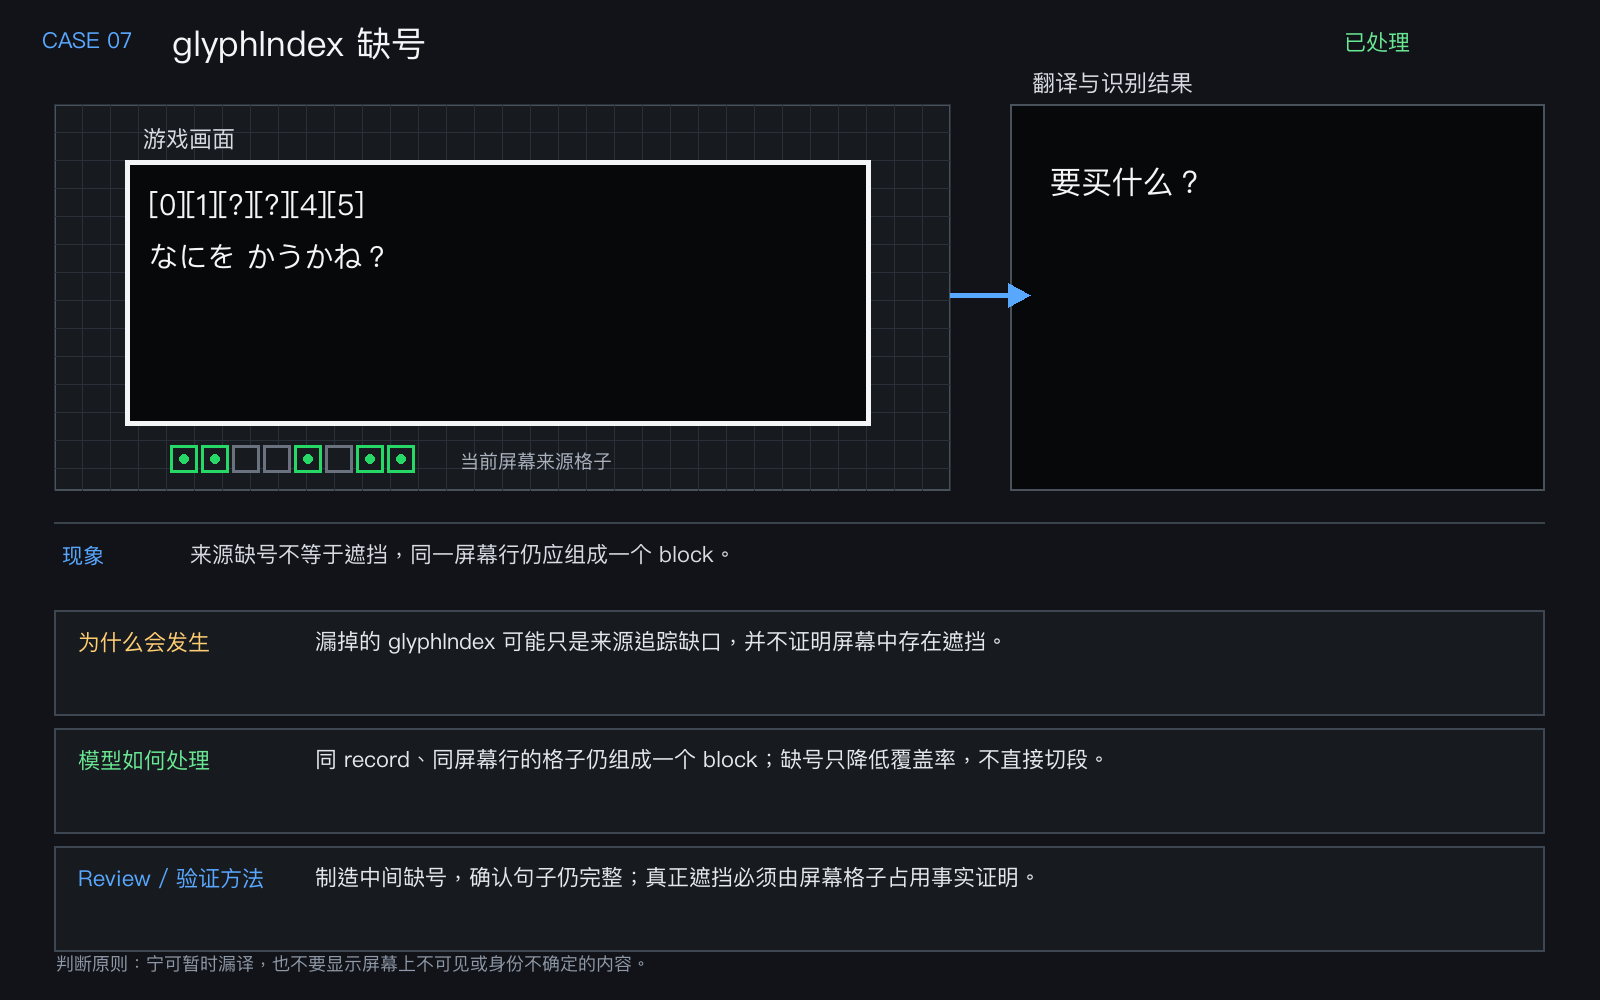 CASE 07
glyphIndex 缺号
已处理
翻译与识别结果
游戏画面
[0][1][?][?][4][5]
なにを かうかね？
要买什么？
当前屏幕来源格子
现象
来源缺号不等于遮挡，同一屏幕行仍应组成一个 block。
为什么会发生
漏掉的 glyphIndex 可能只是来源追踪缺口，并不证明屏幕中存在遮挡。
模型如何处理
同 record、同屏幕行的格子仍组成一个 block；缺号只降低覆盖率，不直接切段。
Review / 验证方法
制造中间缺号，确认句子仍完整；真正遮挡必须由屏幕格子占用事实证明。
判断原则：宁可暂时漏译，也不要显示屏幕上不可见或身份不确定的内容。